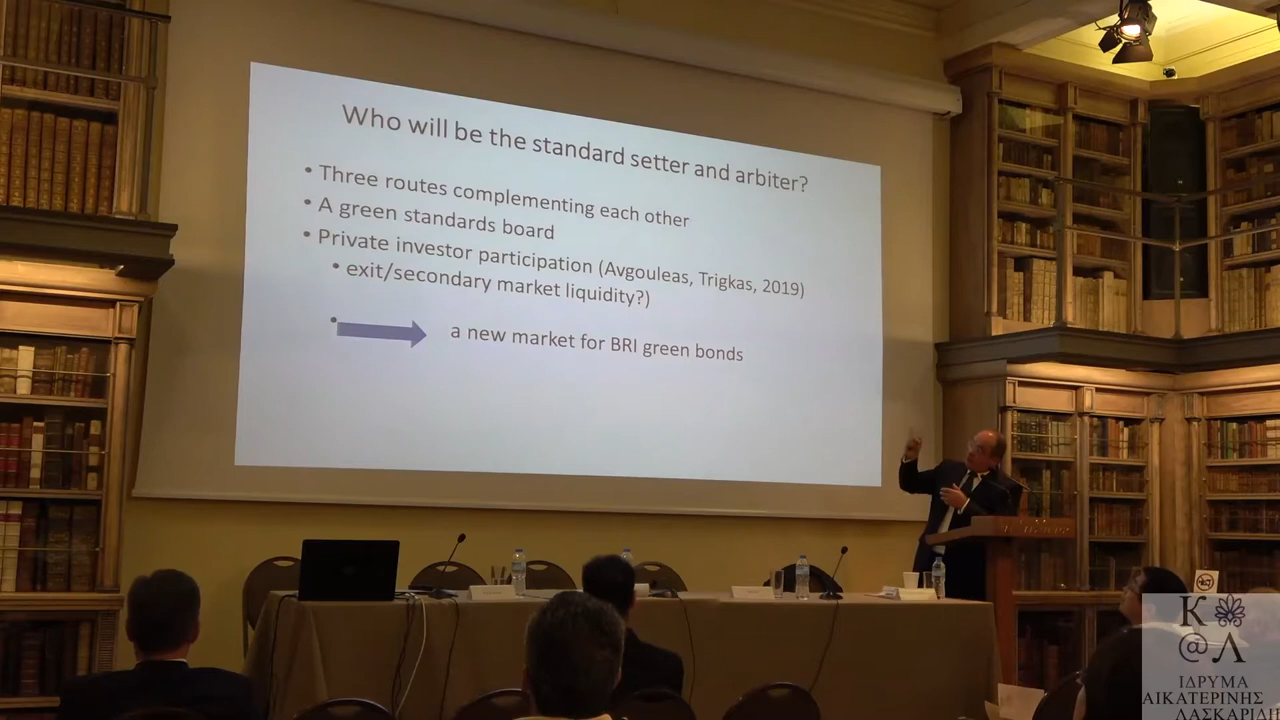 Who will be the standard setter and arbiter?
• Three routes complementing each other
• A green standards board
• Private investor participation (Avgouleas, Trigkas, 2019)
• exit/secondary market liquidity?)
• a new market for BRI green bonds
Κ
@Λ
ΙΔΡΥΜΑ
ΑΙΚΑΤΕΡΙΝΗΣ
ΛΑΣΚΑΡΙΔΗ